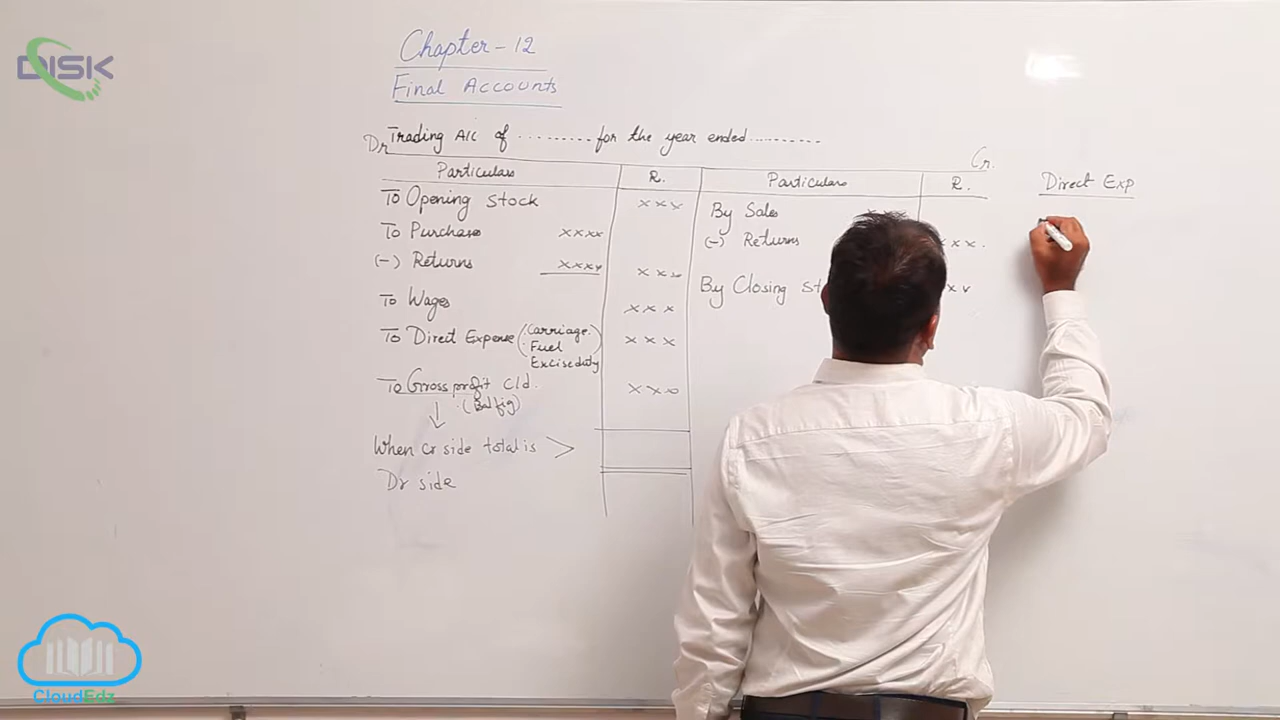 DISK
Chapter - 12
Final Accounts
Dr Trading A/C of .......... for the year ended........... Cr.
Particulars R. Particulars R. Direct Exp
To Opening Stock xxx By Sales
To Purchases xxxx (-) Returns xx.
(-) Returns xxxx xxx By Closing St
To Wages xxx
To Direct Expense (Carriage. xxx
Fuel
Excise duty)
To Gross profit C/d. xxx
(Bal fig)
↓
When Cr side total is >
Dr side
CloudEdz